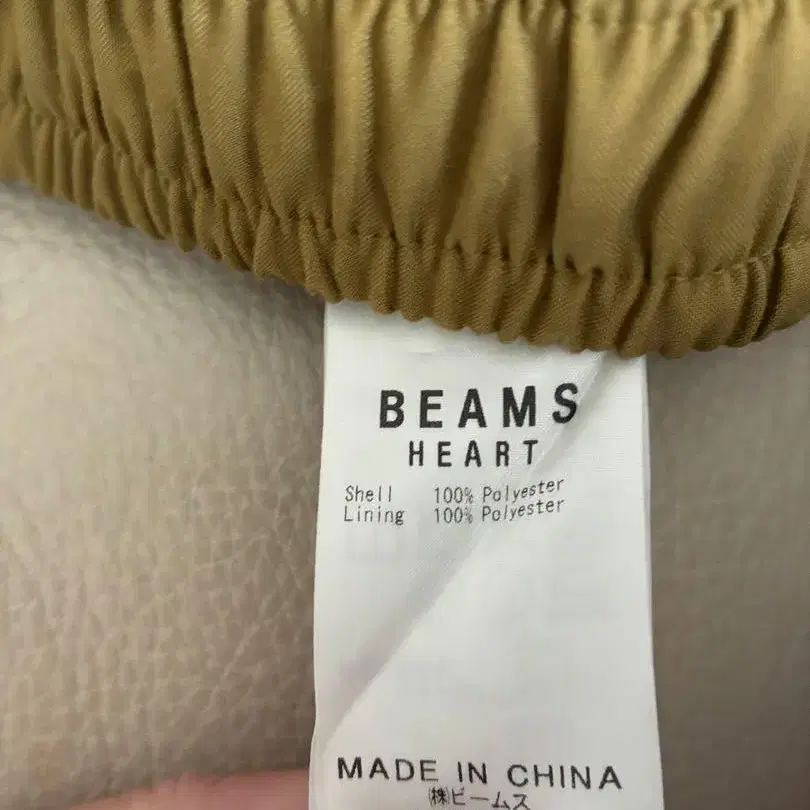 BEAMS
HEART
Shell 100% Polyester
Lining 100% Polyester
MADE IN CHINA
㈱ビームス